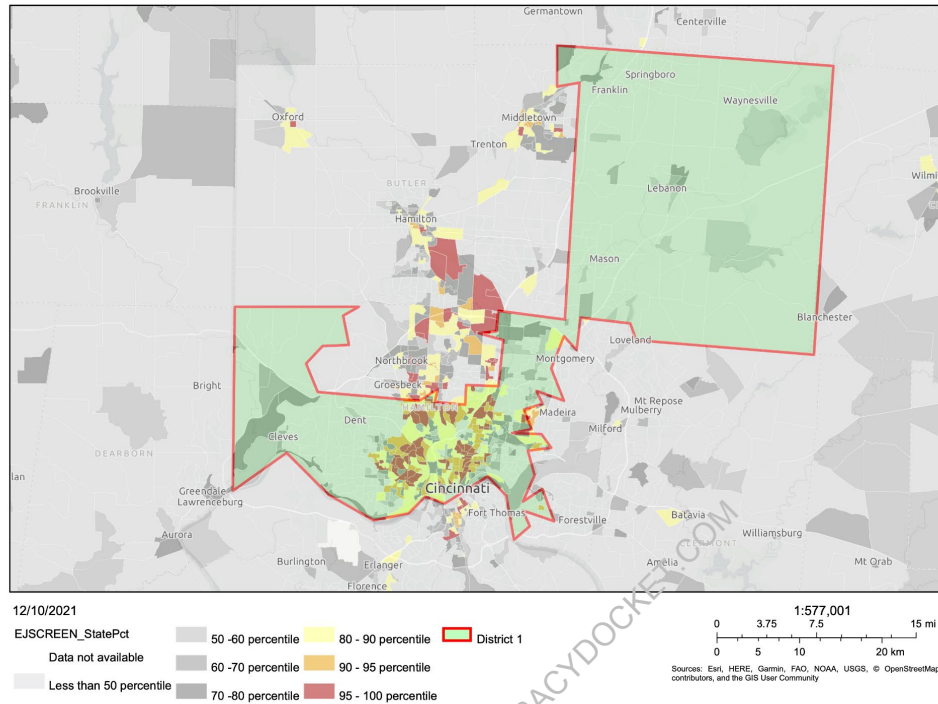 Germantown
Centerville
Springboro
Franklin
Waynesville
Oxford
Middletown
Trenton
Brookville
FRANKLIN
BUTLER
Lebanon
Wilmi
Hamilton
Mason
Blanchester
Loveland
Montgomery
Northbrook
Bright
Groesbeck
HAMILTON
Madeira
Mt Repose
Mulberry
Dent
Milford
Cleves
DEARBORN
lan
Cincinnati
Greendale
Lawrenceburg
Fort Thomas
Forestville
Batavia
Williamsburg
Aurora
CLERMONT
Burlington
Erlanger
Amelia
Mt Orab
Florence
12/10/2021
1:577,001
EJSCREEN_StatePct
Data not available
Less than 50 percentile
50 -60 percentile
60 -70 percentile
70 -80 percentile
80 - 90 percentile
90 - 95 percentile
95 - 100 percentile
District 1
0 3.75 7.5 15 mi
0 5 10 20 km
Sources: Esri, HERE, Garmin, FAO, NOAA, USGS, © OpenStreetMap
contributors, and the GIS User Community
ACYDOCKET.COM